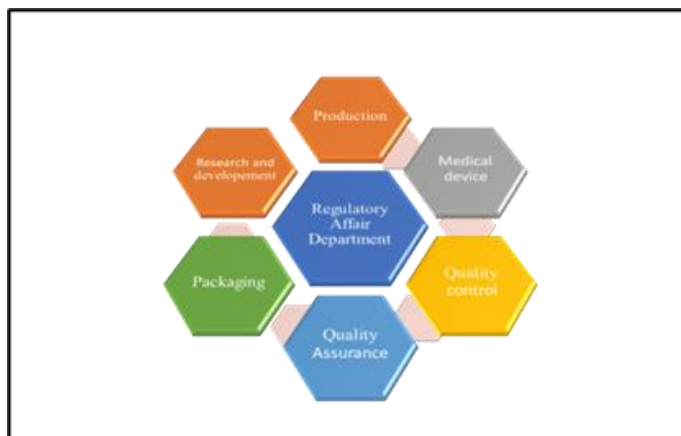 Production
Research and
developement
Medical
device
Regulatory
Affair
Department
Packaging
Quality
control
Quality
Assurance